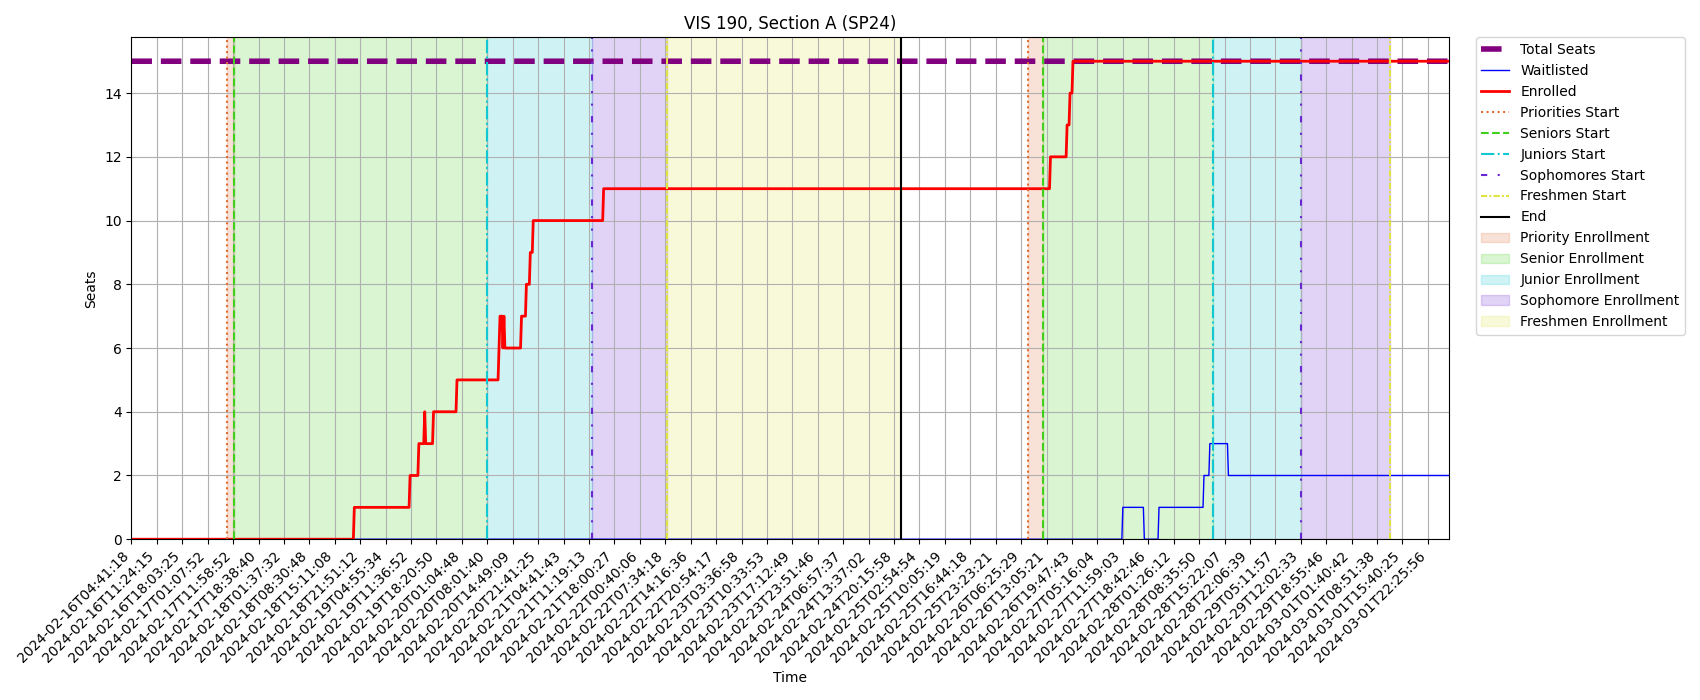 VIS 190, Section A (SP24)
Seats
14
12
10
8
6
4
2
0
2024-02-16T04:41:18
2024-02-16T11:24:15
2024-02-16T18:03:25
2024-02-17T01:07:52
2024-02-17T11:58:52
2024-02-17T18:38:40
2024-02-18T01:37:32
2024-02-18T08:30:48
2024-02-18T15:11:08
2024-02-18T21:51:12
2024-02-19T04:55:34
2024-02-19T11:36:52
2024-02-19T18:20:50
2024-02-20T01:04:48
2024-02-20T08:01:40
2024-02-20T14:49:09
2024-02-20T21:41:25
2024-02-21T04:41:43
2024-02-21T11:19:13
2024-02-21T18:00:27
2024-02-22T00:40:06
2024-02-22T07:34:18
2024-02-22T14:16:36
2024-02-22T20:54:17
2024-02-23T03:36:58
2024-02-23T10:33:53
2024-02-23T17:12:49
2024-02-23T23:51:46
2024-02-24T06:57:37
2024-02-24T13:37:02
2024-02-24T20:15:58
2024-02-25T02:54:54
2024-02-25T10:05:19
2024-02-25T16:44:18
2024-02-25T23:23:21
2024-02-26T06:25:29
2024-02-26T13:05:21
2024-02-26T19:47:43
2024-02-27T05:16:04
2024-02-27T11:59:03
2024-02-27T18:42:46
2024-02-28T01:26:12
2024-02-28T08:35:50
2024-02-28T15:22:07
2024-02-28T22:06:39
2024-02-29T05:11:57
2024-02-29T12:02:33
2024-02-29T18:55:46
2024-03-01T01:40:42
2024-03-01T08:51:38
2024-03-01T15:40:25
2024-03-01T22:25:56
Time
Total Seats
Waitlisted
Enrolled
Priorities Start
Seniors Start
Juniors Start
Sophomores Start
Freshmen Start
End
Priority Enrollment
Senior Enrollment
Junior Enrollment
Sophomore Enrollment
Freshmen Enrollment